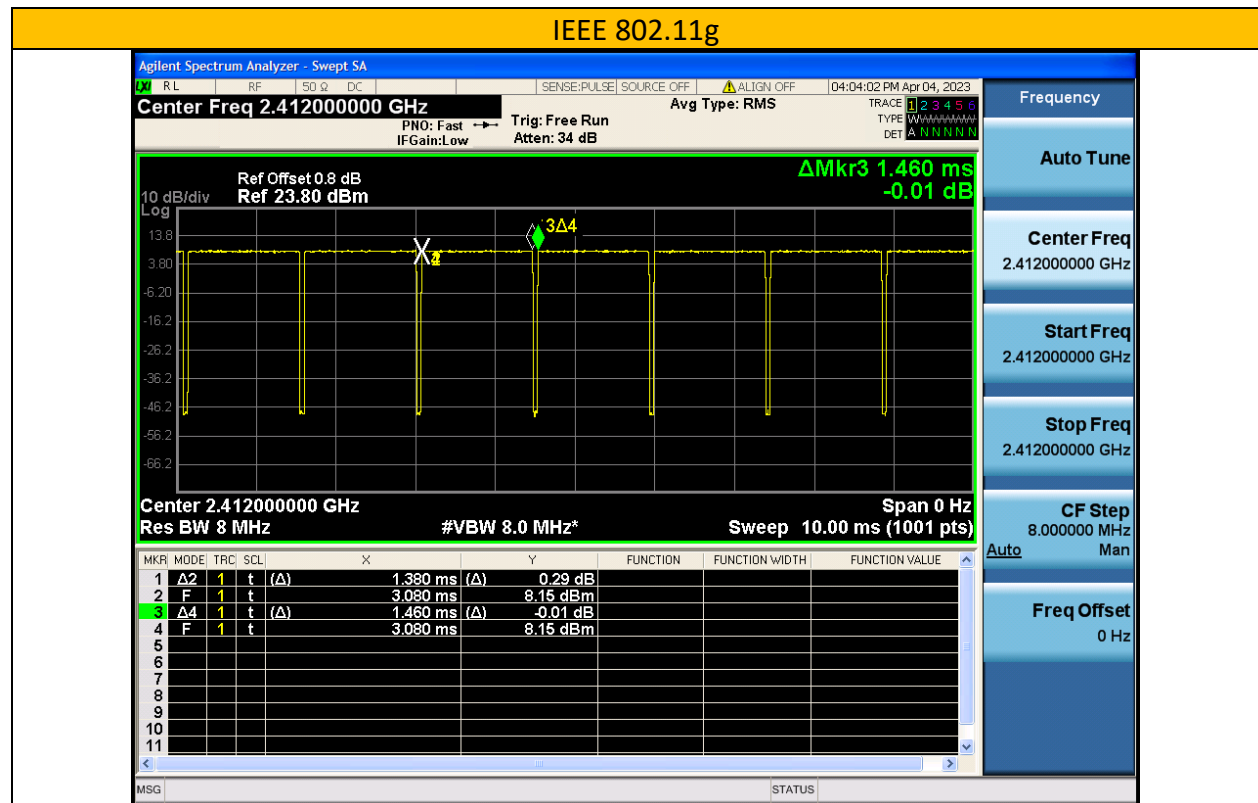 IEEE 802.11g
Agilent Spectrum Analyzer - Swept SA
LXI RL RF 50 Ω DC SENSE:PULSE SOURCE OFF ALIGN OFF 04:04:02 PM Apr 04, 2023
Center Freq 2.412000000 GHz Avg Type: RMS TRACE 1 2 3 4 5 6
PNO: Fast Trig: Free Run TYPE WWWWWW
IFGain:Low Atten: 34 dB DET A N N N N N
ΔMkr3 1.460 ms
-0.01 dB
Ref Offset 0.8 dB
10 dB/div Ref 23.80 dBm
Log
13.8
3.80
-6.20
-16.2
-26.2
-36.2
-46.2
-56.2
-66.2
3Δ4
Center 2.412000000 GHz Span 0 Hz
Res BW 8 MHz #VBW 8.0 MHz* Sweep 10.00 ms (1001 pts)
MKR MODE TRC SCL X Y FUNCTION FUNCTION WIDTH FUNCTION VALUE
1 Δ2 1 t (Δ) 1.380 ms (Δ) 0.29 dB
2 F 1 t 3.080 ms 8.15 dBm
3 Δ4 1 t (Δ) 1.460 ms (Δ) -0.01 dB
4 F 1 t 3.080 ms 8.15 dBm
5
6
7
8
9
10
11
MSG STATUS
Frequency
Auto Tune
Center Freq
2.412000000 GHz
Start Freq
2.412000000 GHz
Stop Freq
2.412000000 GHz
CF Step
8.000000 MHz
Auto Man
Freq Offset
0 Hz